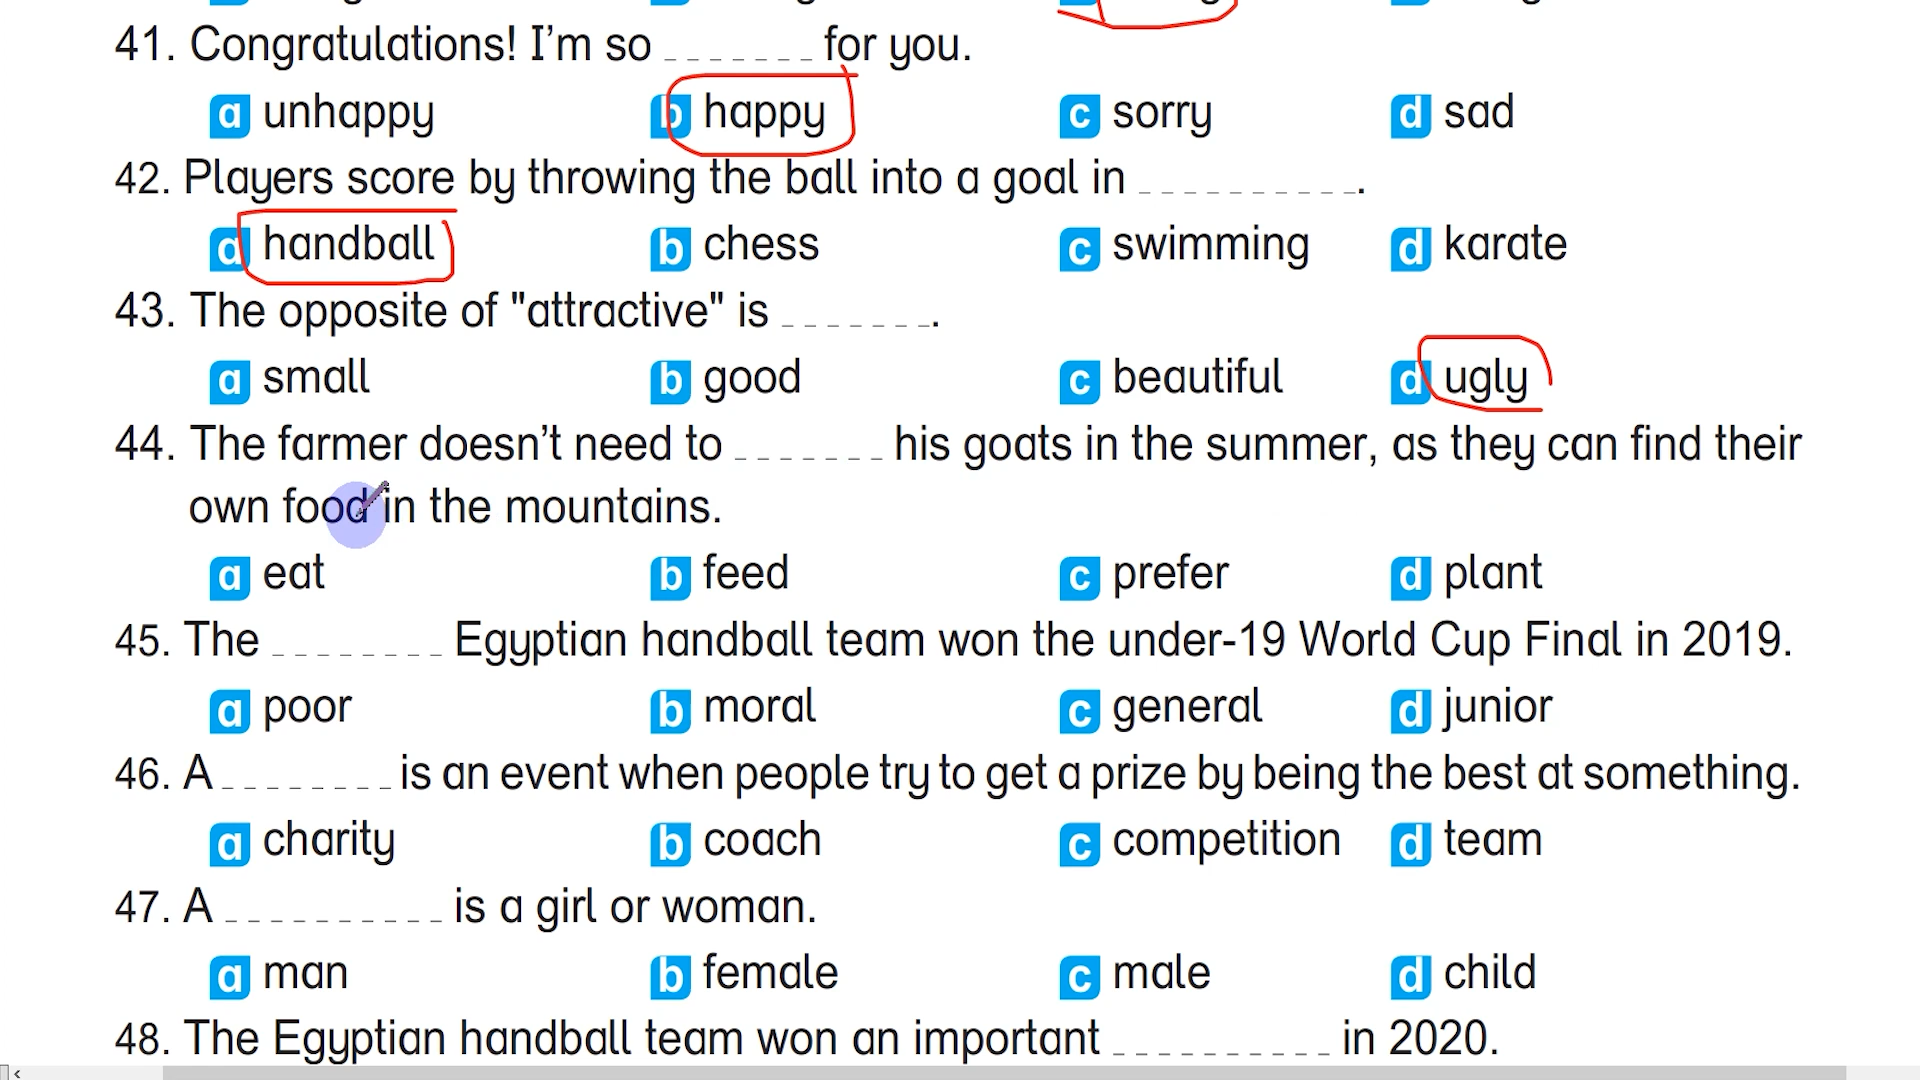 41. Congratulations! I'm so _______ for you.
a unhappy b happy c sorry d sad
42. Players score by throwing the ball into a goal in __________.
a handball b chess c swimming d karate
43. The opposite of "attractive" is _______.
a small b good c beautiful d ugly
44. The farmer doesn't need to _______ his goats in the summer, as they can find their
own food in the mountains.
a eat b feed c prefer d plant
45. The ________ Egyptian handball team won the under-19 World Cup Final in 2019.
a poor b moral c general d junior
46. A ________ is an event when people try to get a prize by being the best at something.
a charity b coach c competition d team
47. A __________ is a girl or woman.
a man b female c male d child
48. The Egyptian handball team won an important __________ in 2020.